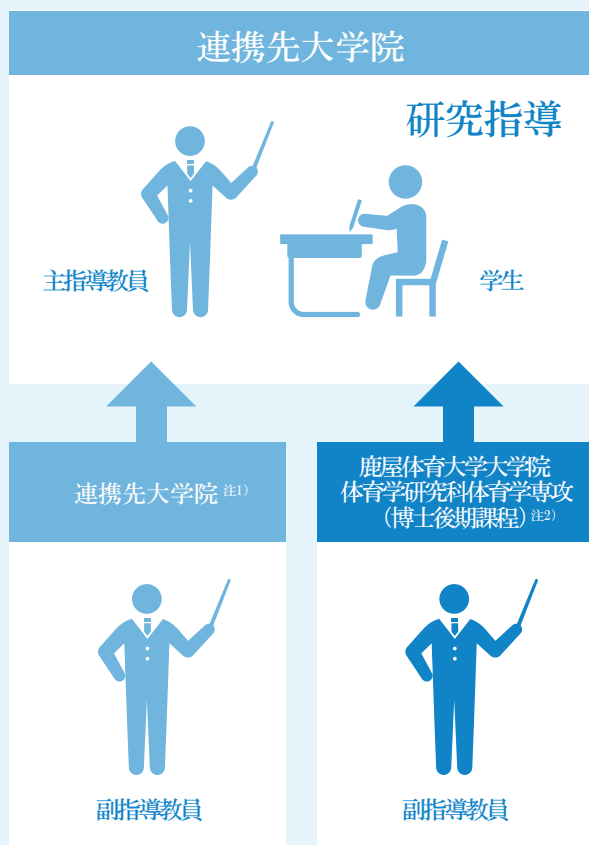 連携先大学院
研究指導
主指導教員
学生
連携先大学院 注1)
鹿屋体育大学大学院
体育学研究科体育学専攻
（博士後期課程）注2)
副指導教員
副指導教員